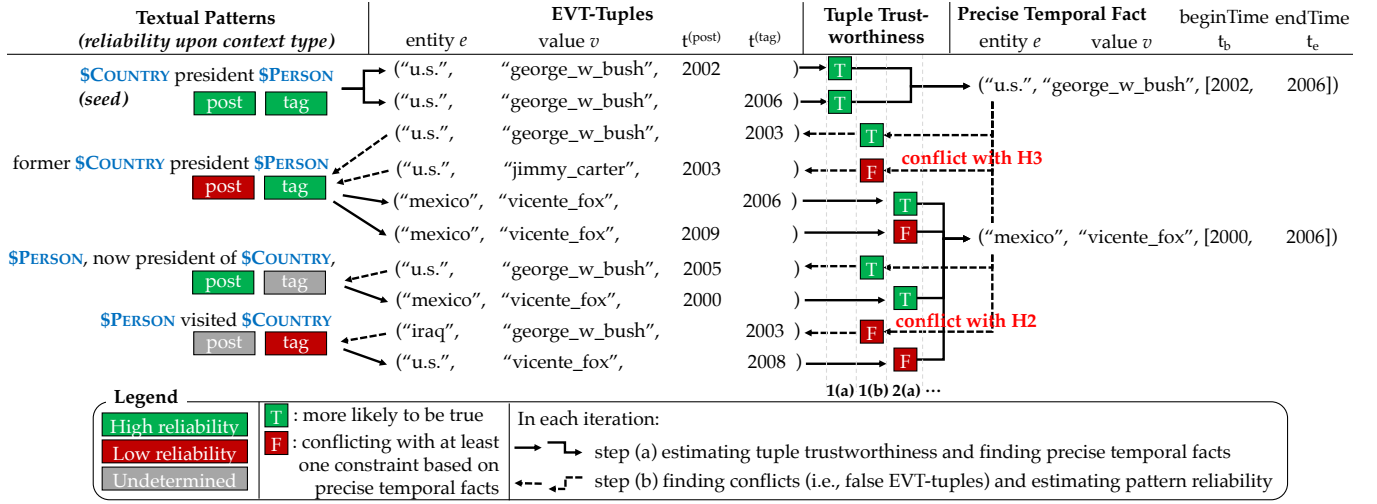 Textual Patterns
(reliability upon context type)
EVT-Tuples
entity e value v t(post) t(tag)
Tuple Trust-
worthiness
Precise Temporal Fact
entity e value v
beginTime
t_b
endTime
t_e
$COUNTRY president $PERSON
(seed)
post tag
("u.s.", "george_w_bush", 2002 ) T
("u.s.", "george_w_bush", 2006 ) T
("u.s.", "george_w_bush", [2002, 2006])
("u.s.", "george_w_bush", 2003 ) T
former $COUNTRY president $PERSON
post tag
("u.s.", "jimmy_carter", 2003 ) F
conflict with H3
("mexico", "vicente_fox", 2006 ) T
("mexico", "vicente_fox", 2009 ) F
("mexico", "vicente_fox", [2000, 2006])
$PERSON, now president of $COUNTRY,
post tag
("u.s.", "george_w_bush", 2005 ) T
("mexico", "vicente_fox", 2000 ) T
$PERSON visited $COUNTRY
post tag
("iraq", "george_w_bush", 2003 ) F
conflict with H2
("u.s.", "vicente_fox", 2008 ) F
1(a) 1(b) 2(a) ...
Legend
High reliability
Low reliability
Undetermined
T : more likely to be true
F : conflicting with at least
one constraint based on
precise temporal facts
In each iteration:
step (a) estimating tuple trustworthiness and finding precise temporal facts
step (b) finding conflicts (i.e., false EVT-tuples) and estimating pattern reliability